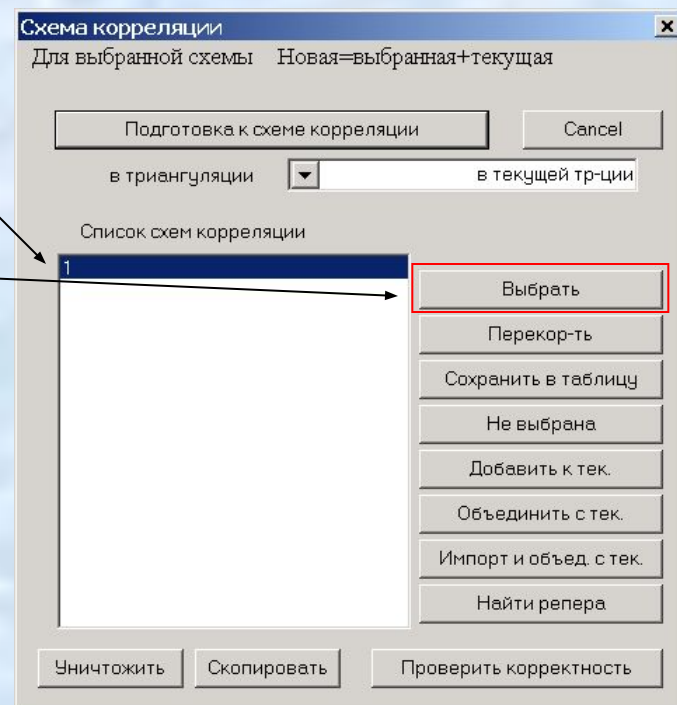 Схема корреляции
Для выбранной схемы Новая=выбранная+текущая
Подготовка к схеме корреляции Cancel
в триангуляции в текущей тр-ции
Список схем корреляции
1
Выбрать
Перекор-ть
Сохранить в таблицу
Не выбрана
Добавить к тек.
Объединить с тек.
Импорт и объед. с тек.
Найти репера
Уничтожить Скопировать Проверить корректность